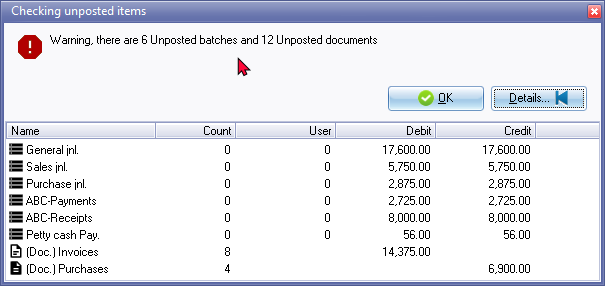 Checking unposted items
Warning, there are 6 Unposted batches and 12 Unposted documents
OK Details...
Name Count User Debit Credit
General jnl. 0 0 17,600.00 17,600.00
Sales jnl. 0 0 5,750.00 5,750.00
Purchase jnl. 0 0 2,875.00 2,875.00
ABC-Payments 0 0 2,725.00 2,725.00
ABC-Receipts 0 0 8,000.00 8,000.00
Petty cash Pay. 0 0 56.00 56.00
(Doc.) Invoices 8 14,375.00
(Doc.) Purchases 4 6,900.00